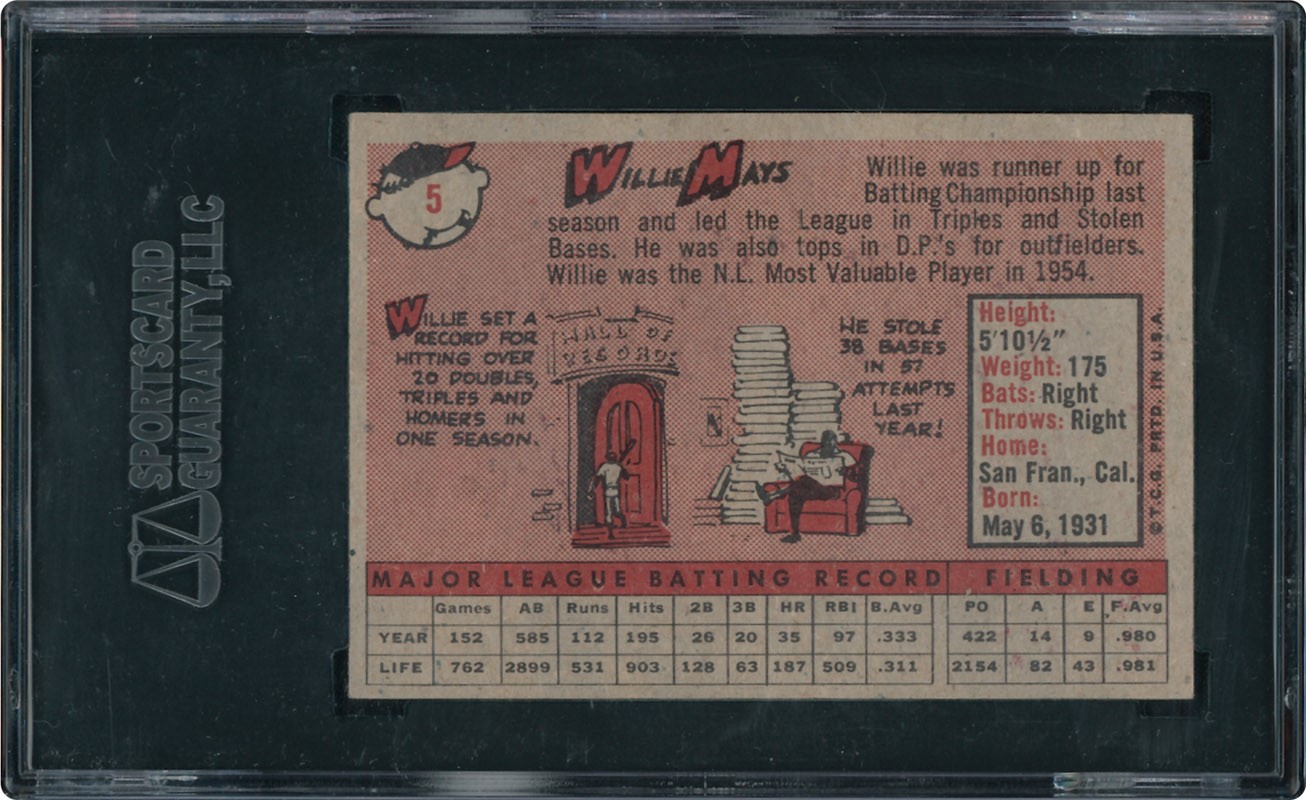 SPORTSCARD
GUARANTY, LLC
5
WILLIE MAYS
Willie was runner up for
Batting Championship last
season and led the League in Triples and Stolen
Bases. He was also tops in D.P.'s for outfielders.
Willie was the N.L. Most Valuable Player in 1954.
WILLIE SET A
RECORD FOR
HITTING OVER
20 DOUBLES,
TRIPLES AND
HOMERS IN
ONE SEASON.
HALL OF
RECORDS
HE STOLE
38 BASES
IN 57
ATTEMPTS
LAST
YEAR!
Height:
5'10½"
Weight: 175
Bats: Right
Throws: Right
Home:
San Fran., Cal.
Born:
May 6, 1931
© T.C.G. PRTD. IN U.S.A.
MAJOR LEAGUE BATTING RECORD FIELDING
Games AB Runs Hits 2B 3B HR RBI B.Avg PO A E F.Avg
YEAR 152 585 112 195 26 20 35 97 .333 422 14 9 .980
LIFE 762 2899 531 903 128 63 187 509 .311 2154 82 43 .981